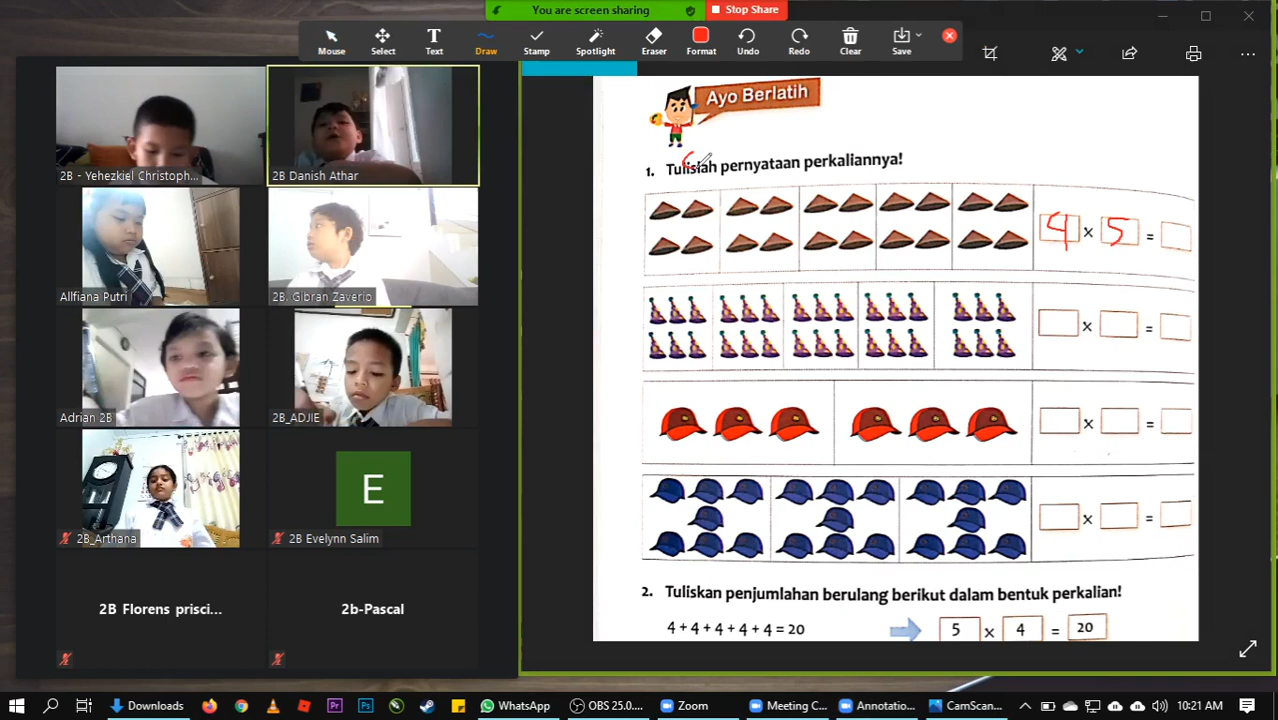 You are screen sharing
Stop Share
Mouse
Select
Text
Draw
Stamp
Spotlight
Eraser
Format
Undo
Redo
Clear
Save
2B - Yehezkiel Christoph...
2B Danish Athar
Allfiana Putri
2B. Gibran Zaverio
Adrian 2B
2B_ADJIE
2B_Arthana
E
2B Evelynn Salim
2B Florens prisci...
2b-Pascal
Ayo Berlatih
1. Tulislah pernyataan perkaliannya!
4 x 5 =
x =
x =
x =
2. Tuliskan penjumlahan berulang berikut dalam bentuk perkalian!
4 + 4 + 4 + 4 + 4 = 20
5 x 4 = 20
Downloads
Pr
Ps
WhatsApp
OBS 25.0....
Zoom
Meeting C...
Annotatio...
CamScan...
10:21 AM